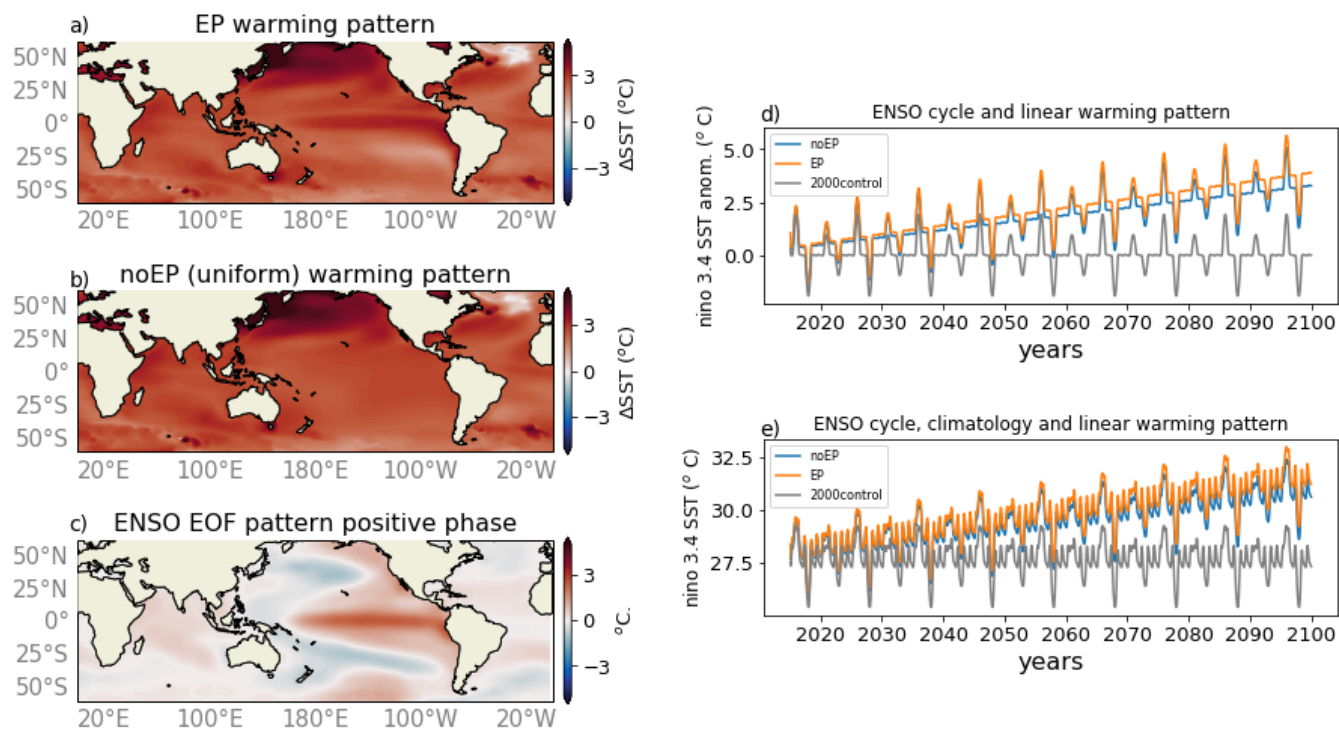 a) EP warming pattern
50°N
25°N
0°
25°S
50°S
20°E 100°E 180°E 100°W 20°W
3
−3
ΔSST (°C)
b) noEP (uniform) warming pattern
50°N
25°N
0°
25°S
50°S
20°E 100°E 180°E 100°W 20°W
3
−3
ΔSST (°C)
c) ENSO EOF pattern positive phase
50°N
25°N
0°
25°S
50°S
20°E 100°E 180°E 100°W 20°W
3
0
−3
°C.
d) ENSO cycle and linear warming pattern
noEP
EP
2000control
5.0
2.5
0.0
nino 3.4 SST anom. (° C)
2020 2030 2040 2050 2060 2070 2080 2090 2100
years
e) ENSO cycle, climatology and linear warming pattern
noEP
EP
2000control
32.5
30.0
27.5
nino 3.4 SST (° C)
2020 2030 2040 2050 2060 2070 2080 2090 2100
years